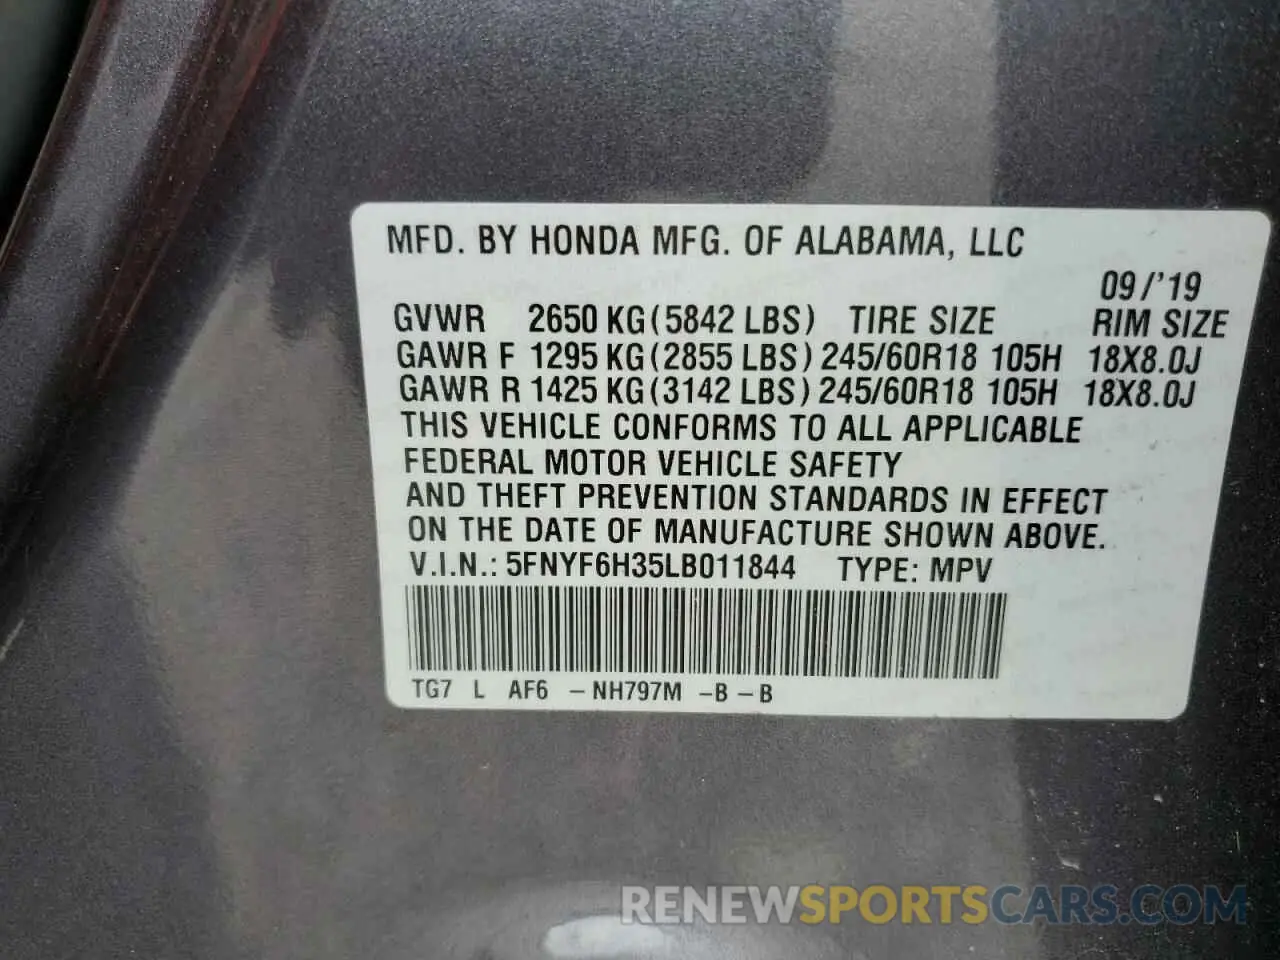 MFD. BY HONDA MFG. OF ALABAMA, LLC
09/'19
GVWR 2650 KG (5842 LBS) TIRE SIZE RIM SIZE
GAWR F 1295 KG (2855 LBS) 245/60R18 105H 18X8.0J
GAWR R 1425 KG (3142 LBS) 245/60R18 105H 18X8.0J
THIS VEHICLE CONFORMS TO ALL APPLICABLE
FEDERAL MOTOR VEHICLE SAFETY
AND THEFT PREVENTION STANDARDS IN EFFECT
ON THE DATE OF MANUFACTURE SHOWN ABOVE.
V.I.N.: 5FNYF6H35LB011844 TYPE: MPV
TG7 L AF6 – NH797M – B – B
RENEWSPORTSCARS.COM